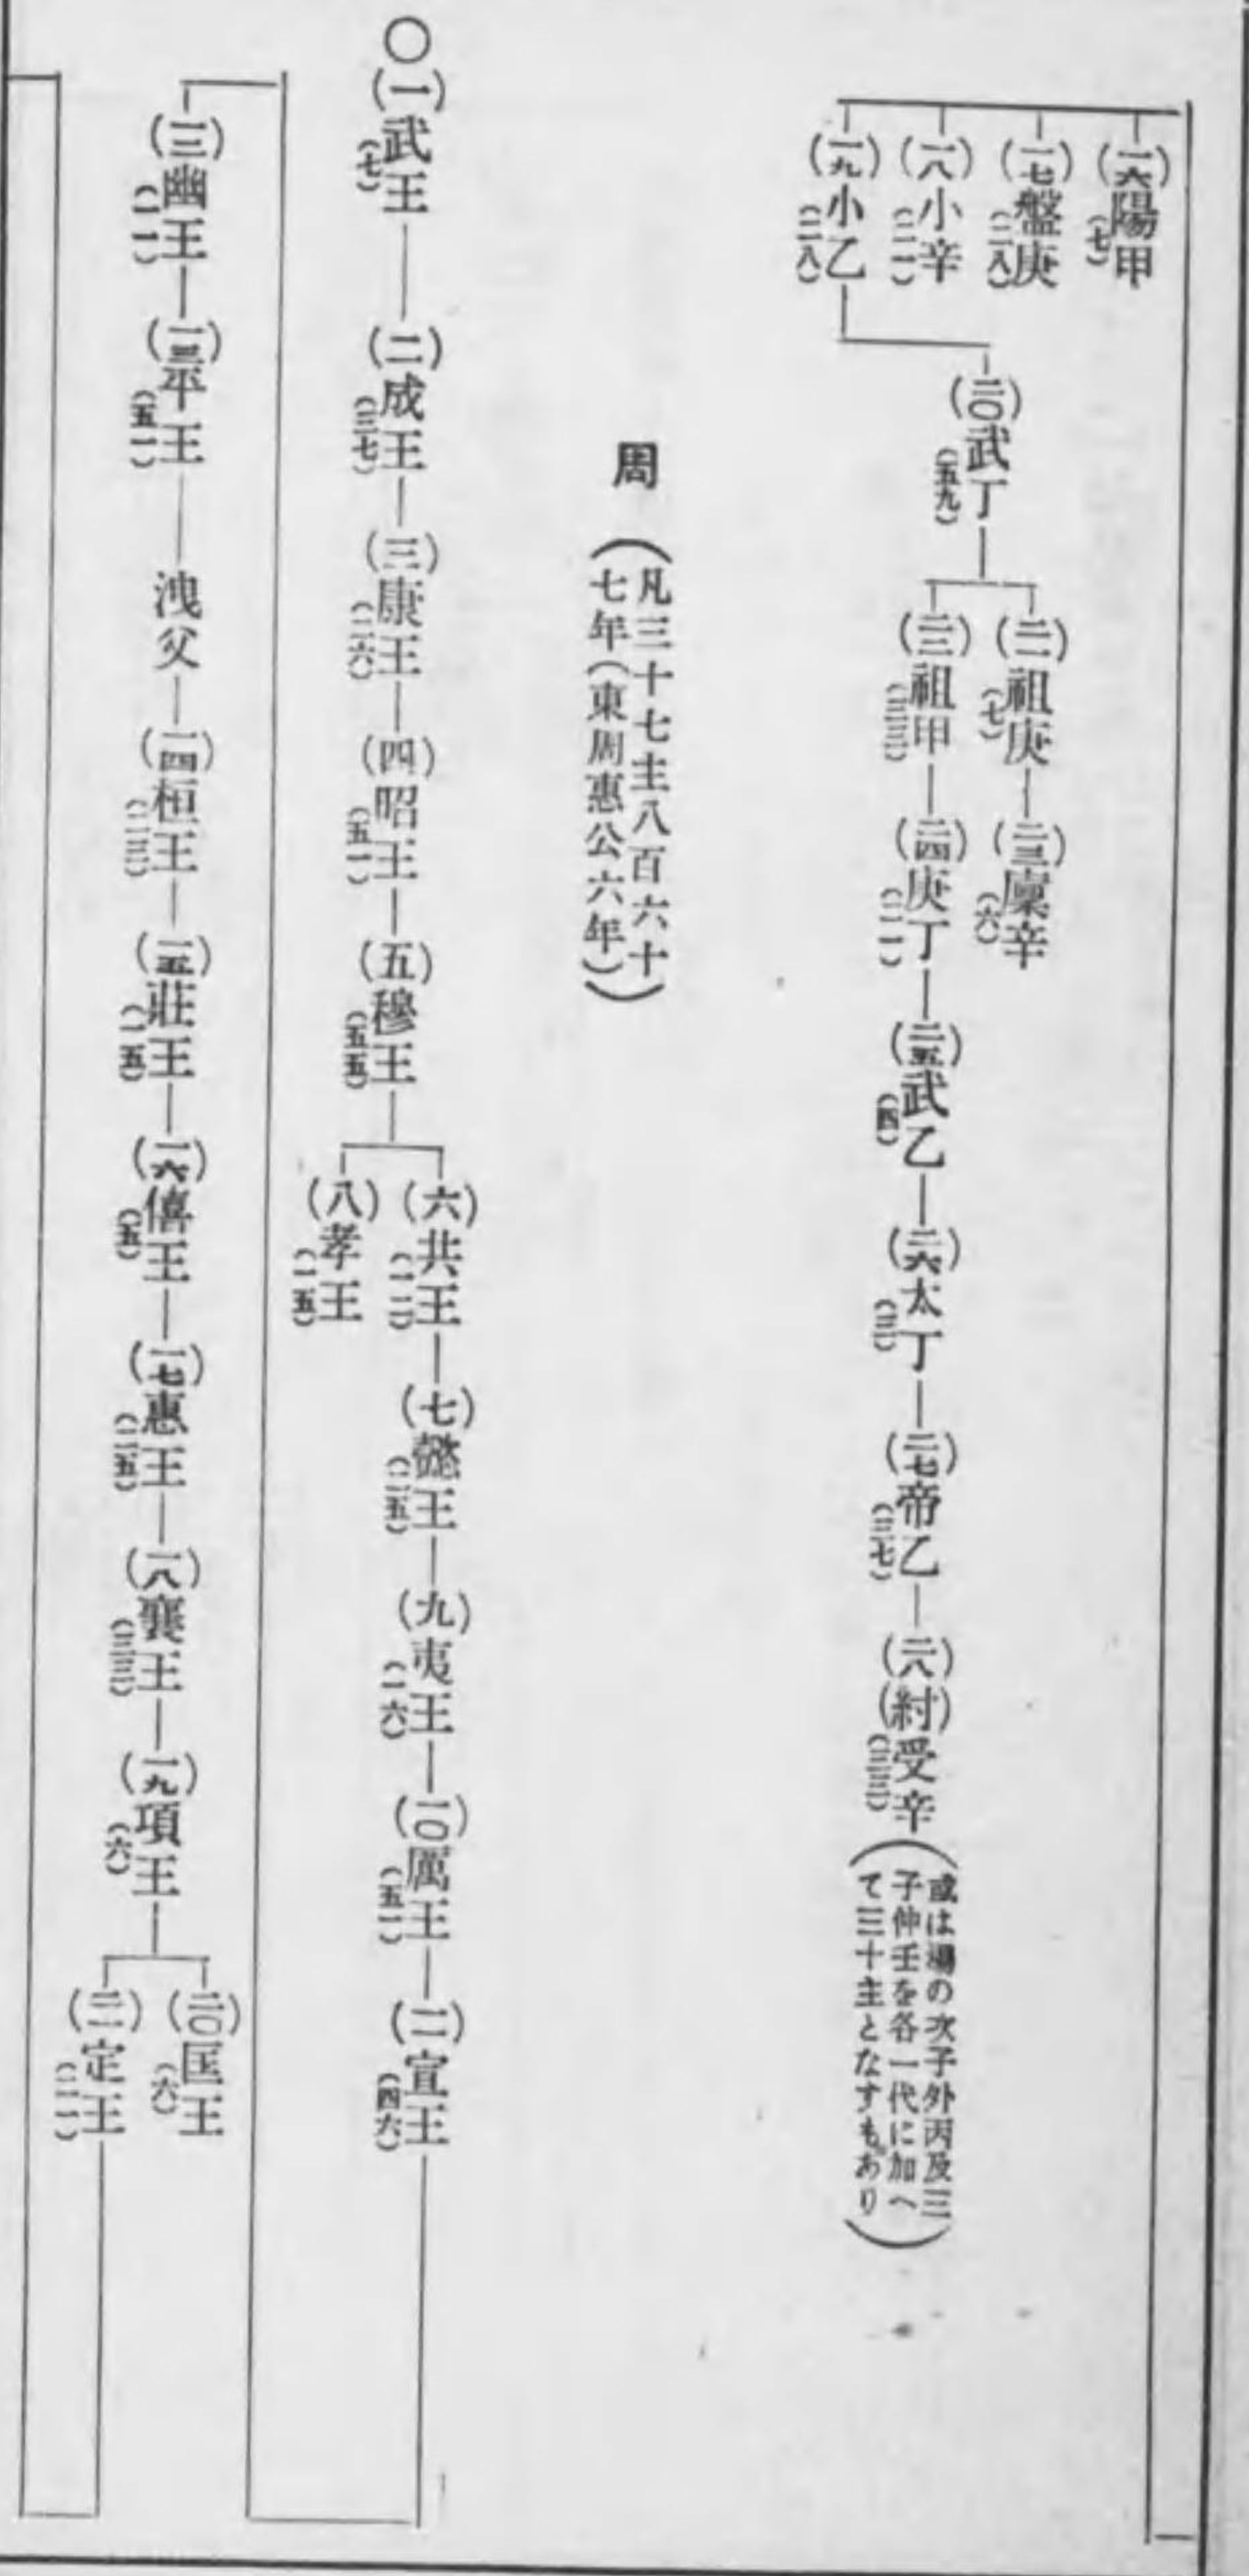 (一六)陽甲(七)
(一七)盤庚(二八)
(一八)小辛(二一)
(一九)小乙(二八)
(二〇)武丁(五九)
(二一)祖庚(七)
(二三)廩辛(六)
(二二)祖甲(三三)
(二四)庚丁(二一)
(二五)武乙(四)
(二六)太丁(三)
(二七)帝乙(三七)
(二八)(紂)受辛(三三)
(或は湯の次子外丙及三
子仲壬を各一代に加へ
て三十主となすもあり)
周
(凡三十七主八百六十
七年(東周惠公六年)
〇(一)武王(七)
(二)成王(三七)
(三)康王(二六)
(四)昭王(五一)
(五)穆王(五五)
(六)共王(一二)
(七)懿王(二五)
(九)夷王(一六)
(一〇)厲王(五一)
(一一)宣王(四六)
(八)孝王(一五)
(一二)幽王(一一)
(一三)平王(五一)
洩父
(一四)桓王(二三)
(一五)莊王(一五)
(一六)僖王(五)
(一七)惠王(二五)
(一八)襄王(三三)
(一九)項王(六)
(二〇)匡王(六)
(二一)定王(二一)